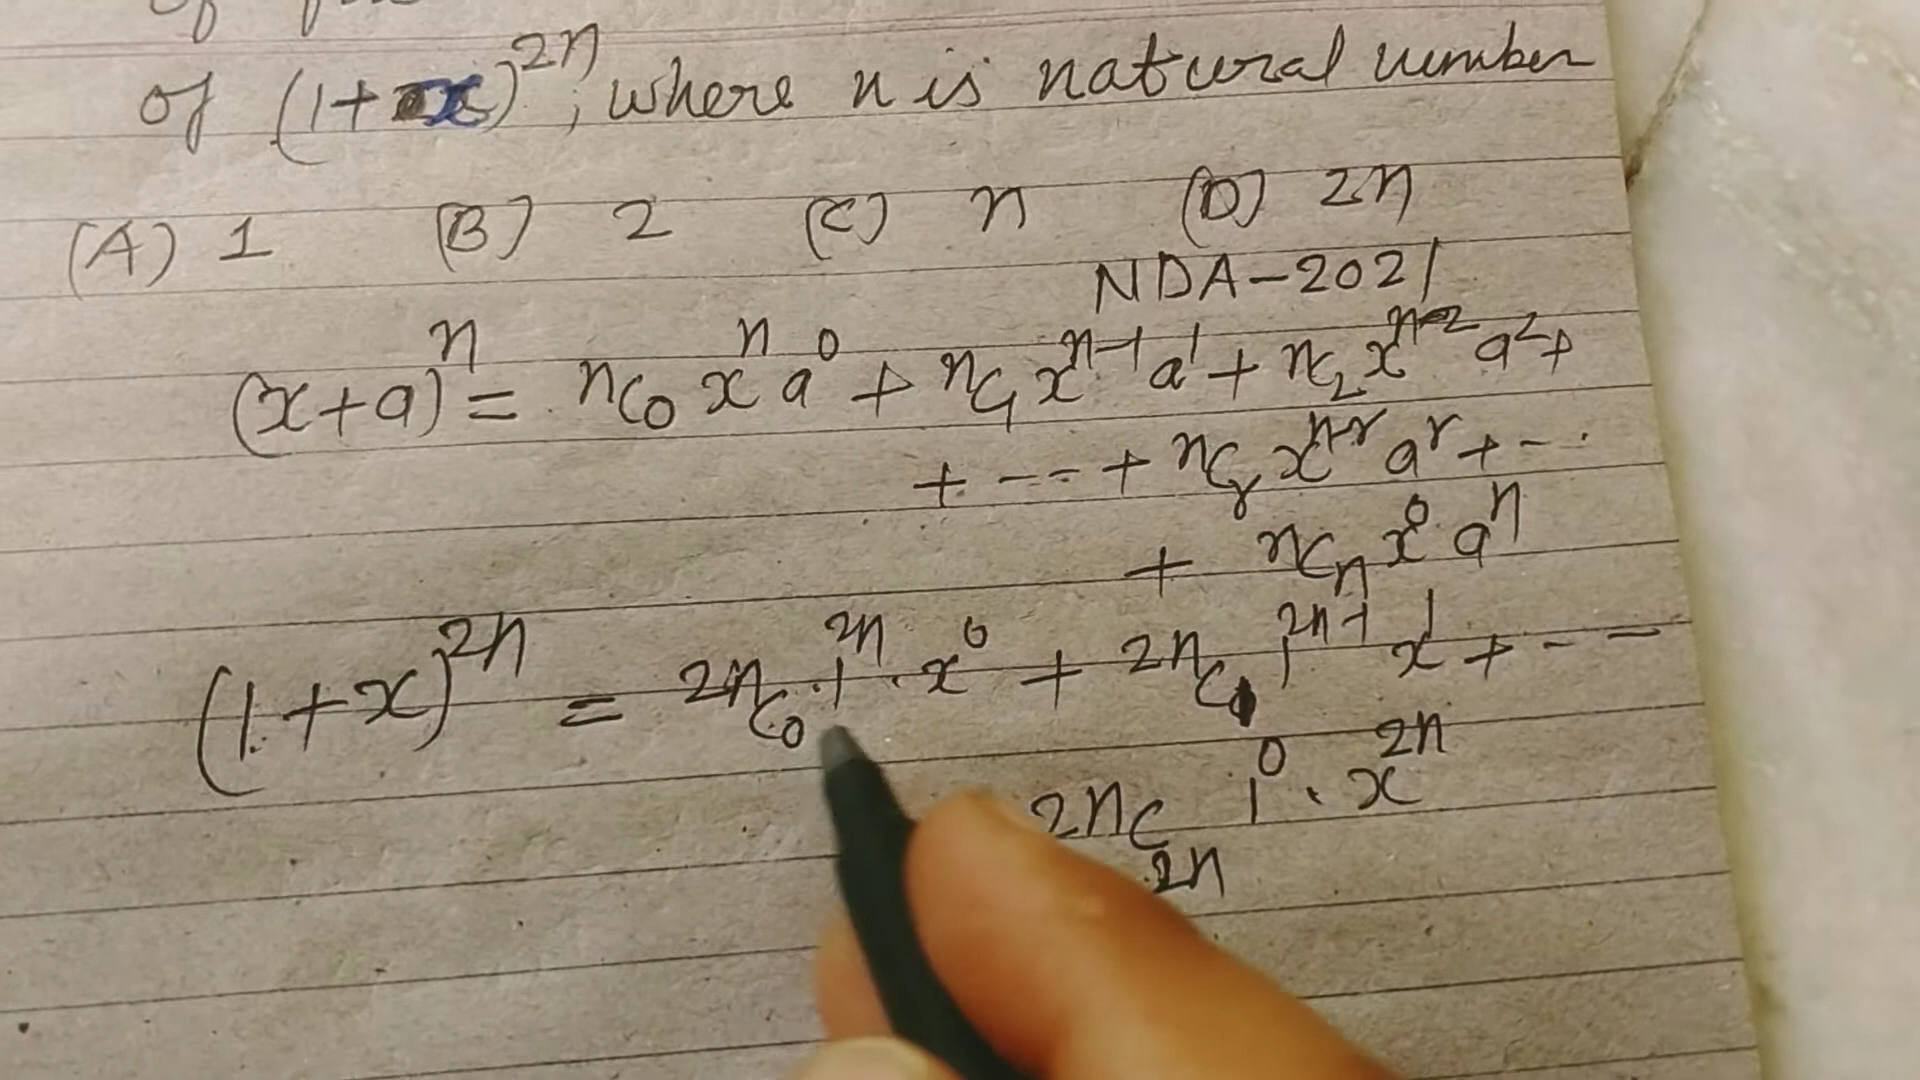 of
of (1+x)^2n, where n is natural number
(A) 1 (B) 2 (C) n (D) 2n
NDA-2021
(x+a)^n = nC0 x^n a^0 + nC1 x^n-1 a^1 + nC2 x^n-2 a^2 +
+ --- + nCr x^n-r a^r + --.
+ nCn x^0 a^n
(1+x)^2n = 2nC0 . 1^2n . x^0 + 2nC1 1^2n-1 x^1 + - - -
2nC2n 1^0 . x^2n